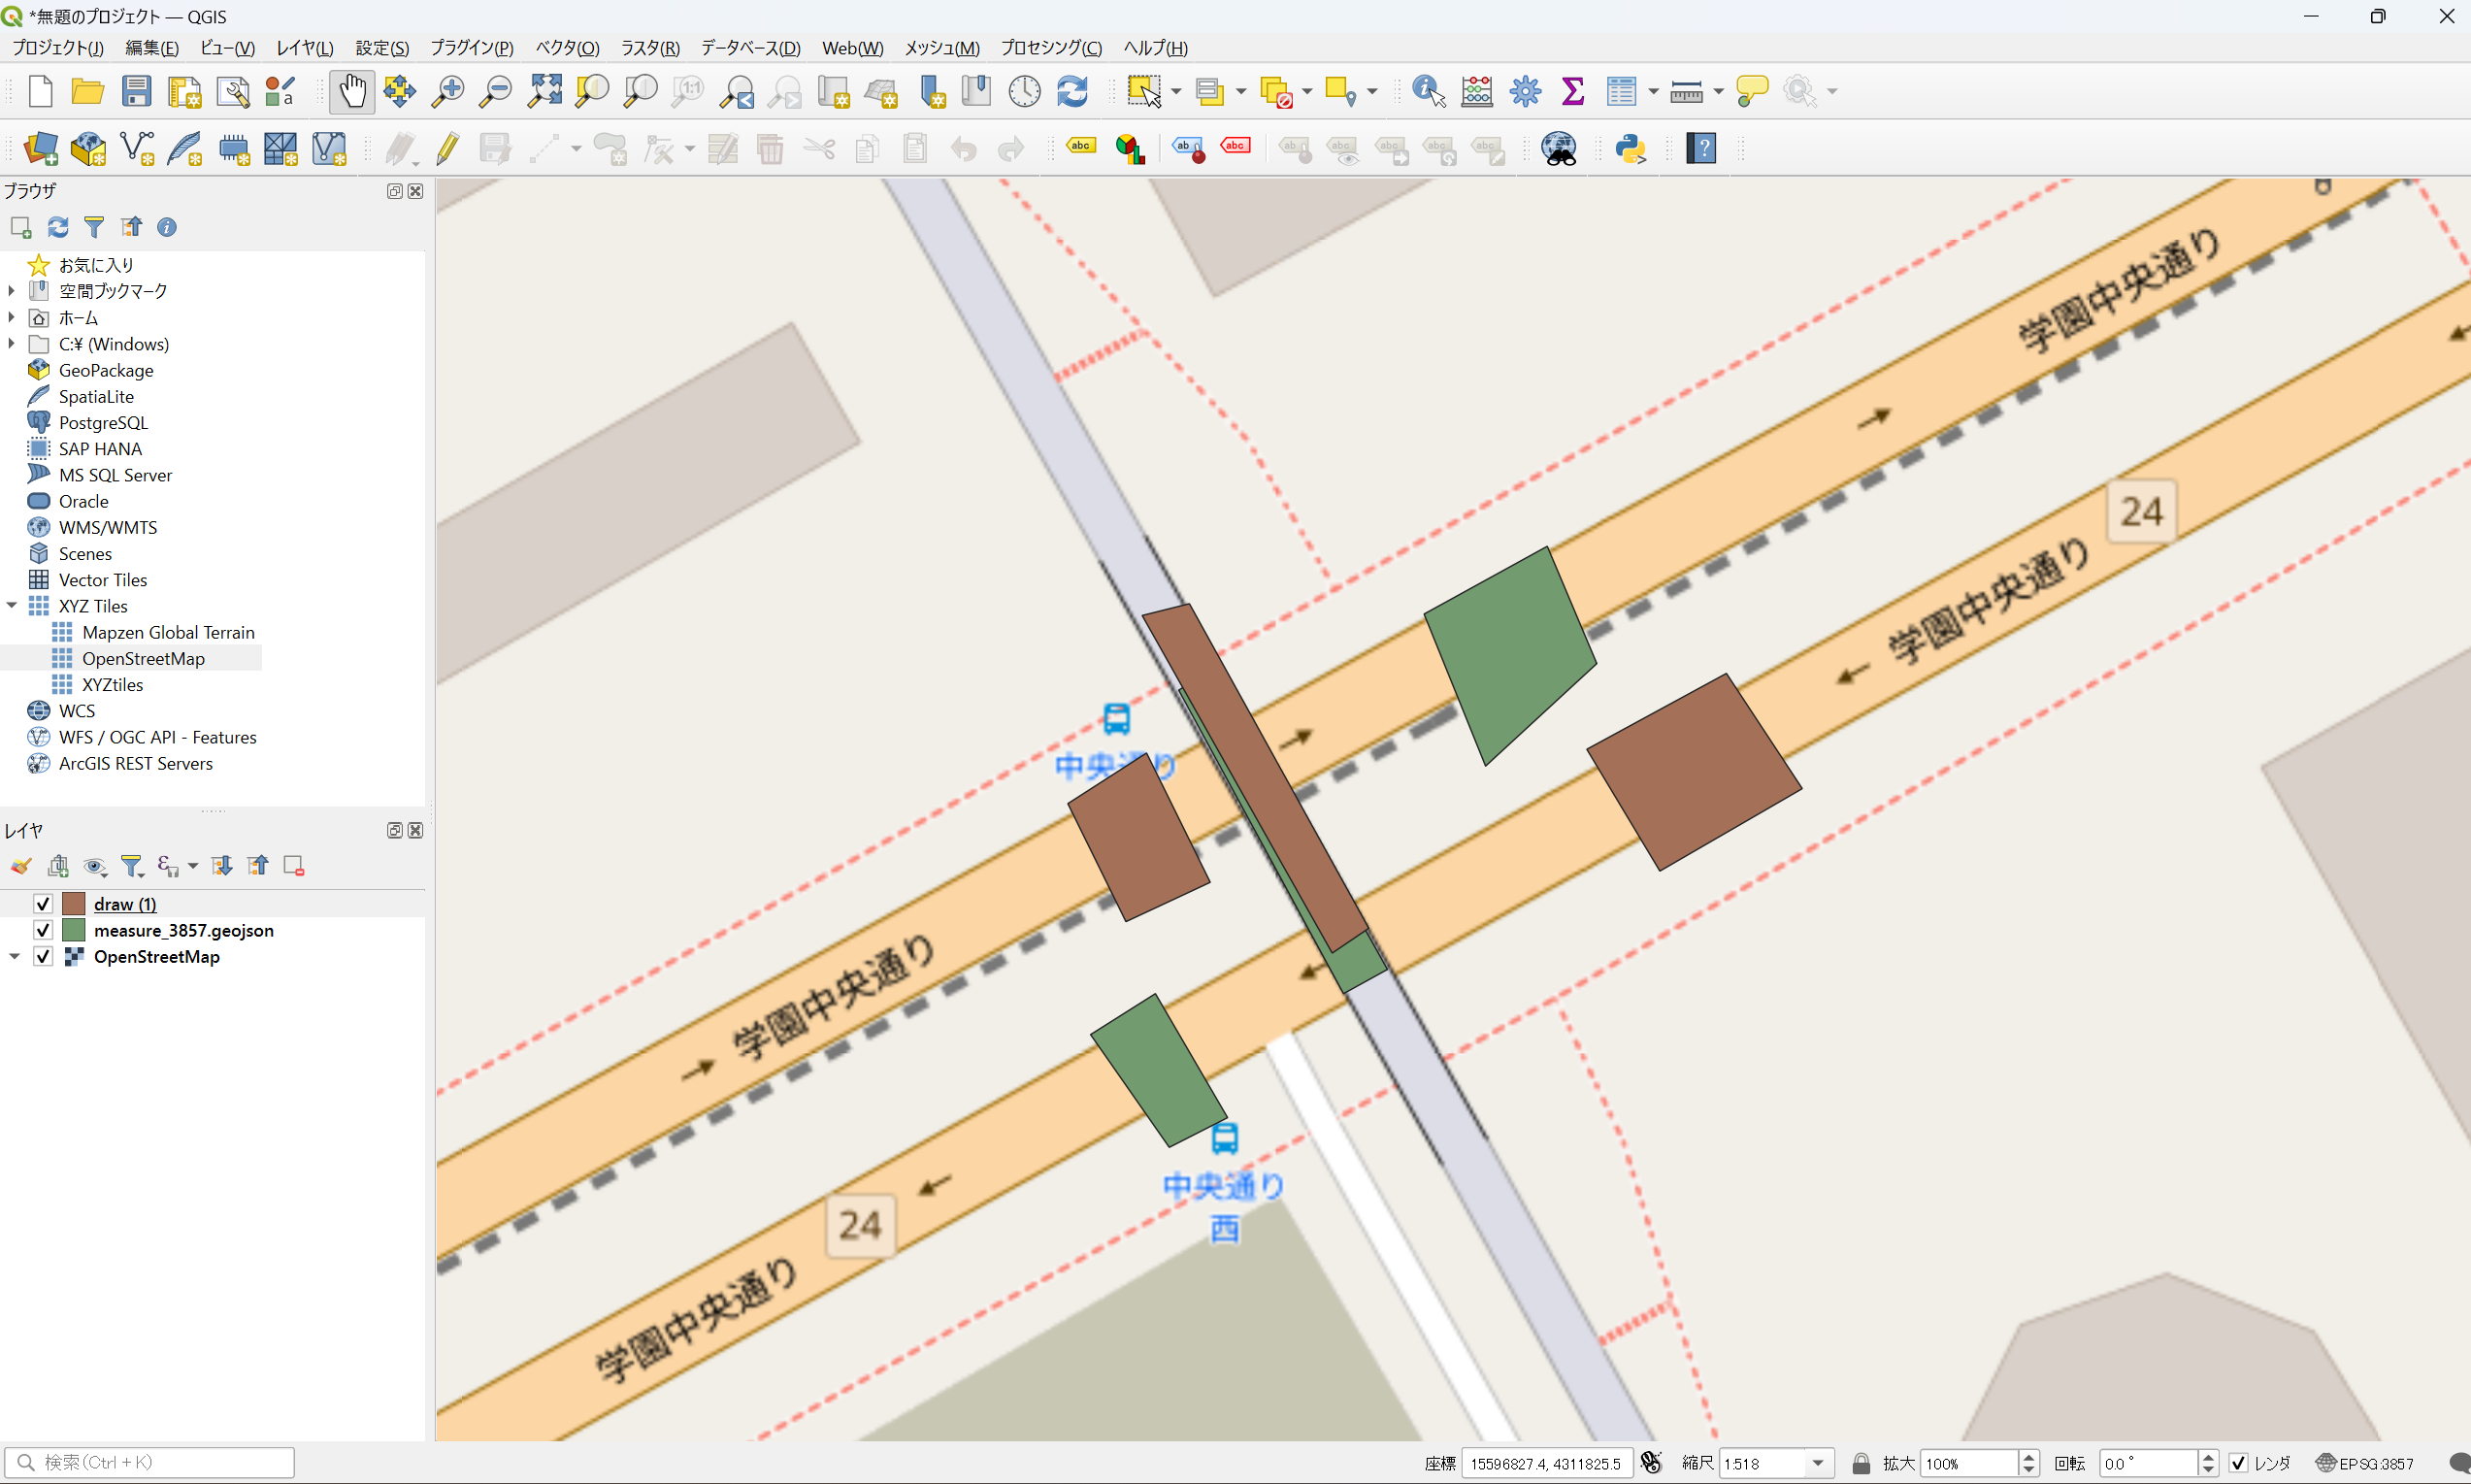 *無題のプロジェクト — QGIS
プロジェクト(J) 編集(E) ビュー(V) レイヤ(L) 設定(S) プラグイン(P) ベクタ(O) ラスタ(R) データベース(D) Web(W) メッシュ(M) プロセシング(C) ヘルプ(H)
ブラウザ
お気に入り
空間ブックマーク
ホーム
C:¥ (Windows)
GeoPackage
SpatiaLite
PostgreSQL
SAP HANA
MS SQL Server
Oracle
WMS/WMTS
Scenes
Vector Tiles
XYZ Tiles
Mapzen Global Terrain
OpenStreetMap
XYZtiles
WCS
WFS / OGC API - Features
ArcGIS REST Servers
レイヤ
draw (1)
measure_3857.geojson
OpenStreetMap
学園中央通り
24
学園中央通り
中央通り
学園中央通り
中央通り
西
24
学園中央通り
検索(Ctrl + K)
座標 15596827.4, 4311825.5 縮尺 1:518 拡大 100% 回転 0.0 ° レンダ EPSG:3857